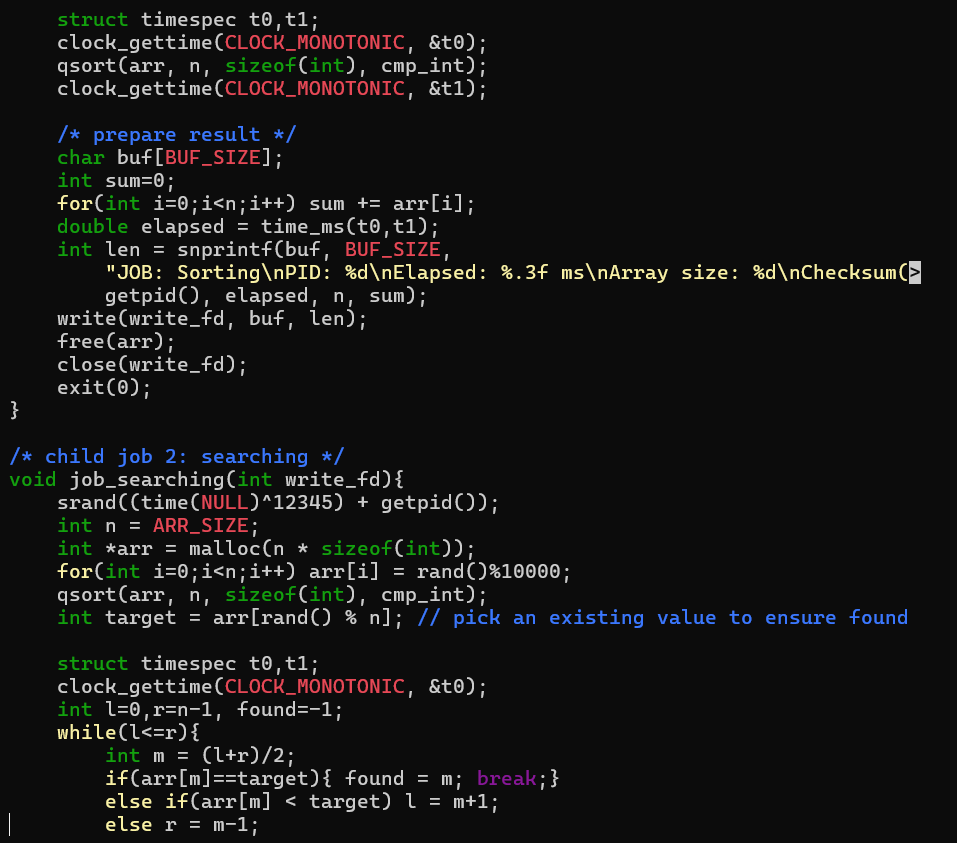 struct timespec t0,t1;
    clock_gettime(CLOCK_MONOTONIC, &t0);
    qsort(arr, n, sizeof(int), cmp_int);
    clock_gettime(CLOCK_MONOTONIC, &t1);

    /* prepare result */
    char buf[BUF_SIZE];
    int sum=0;
    for(int i=0;i<n;i++) sum += arr[i];
    double elapsed = time_ms(t0,t1);
    int len = snprintf(buf, BUF_SIZE,
        "JOB: Sorting\nPID: %d\nElapsed: %.3f ms\nArray size: %d\nChecksum(>
        getpid(), elapsed, n, sum);
    write(write_fd, buf, len);
    free(arr);
    close(write_fd);
    exit(0);
}

/* child job 2: searching */
void job_searching(int write_fd){
    srand((time(NULL)^12345) + getpid());
    int n = ARR_SIZE;
    int *arr = malloc(n * sizeof(int));
    for(int i=0;i<n;i++) arr[i] = rand()%10000;
    qsort(arr, n, sizeof(int), cmp_int);
    int target = arr[rand() % n]; // pick an existing value to ensure found

    struct timespec t0,t1;
    clock_gettime(CLOCK_MONOTONIC, &t0);
    int l=0,r=n-1, found=-1;
    while(l<=r){
        int m = (l+r)/2;
        if(arr[m]==target){ found = m; break;}
        else if(arr[m] < target) l = m+1;
        else r = m-1;